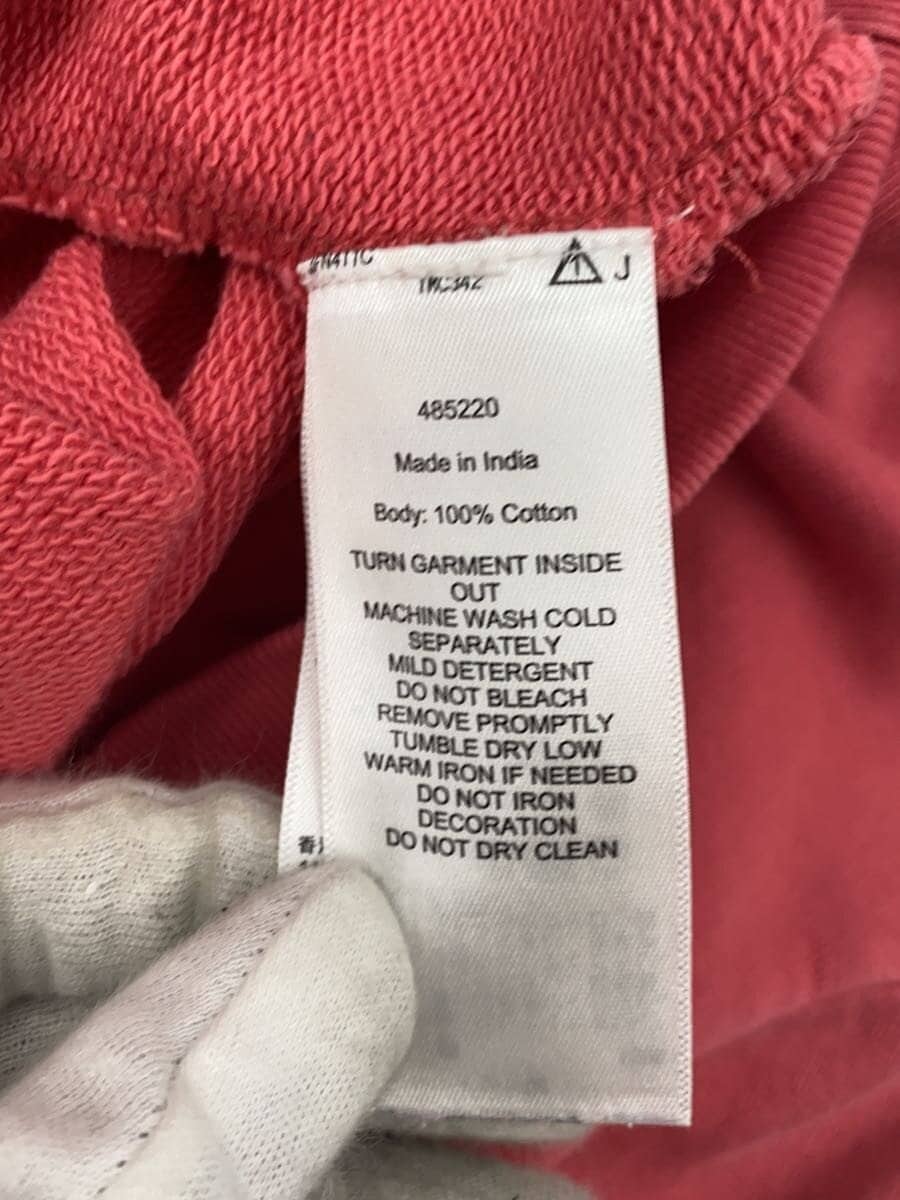 J
485220
Made in India
Body: 100% Cotton
TURN GARMENT INSIDE
OUT
MACHINE WASH COLD
SEPARATELY
MILD DETERGENT
DO NOT BLEACH
REMOVE PROMPTLY
TUMBLE DRY LOW
WARM IRON IF NEEDED
DO NOT IRON
DECORATION
DO NOT DRY CLEAN
香